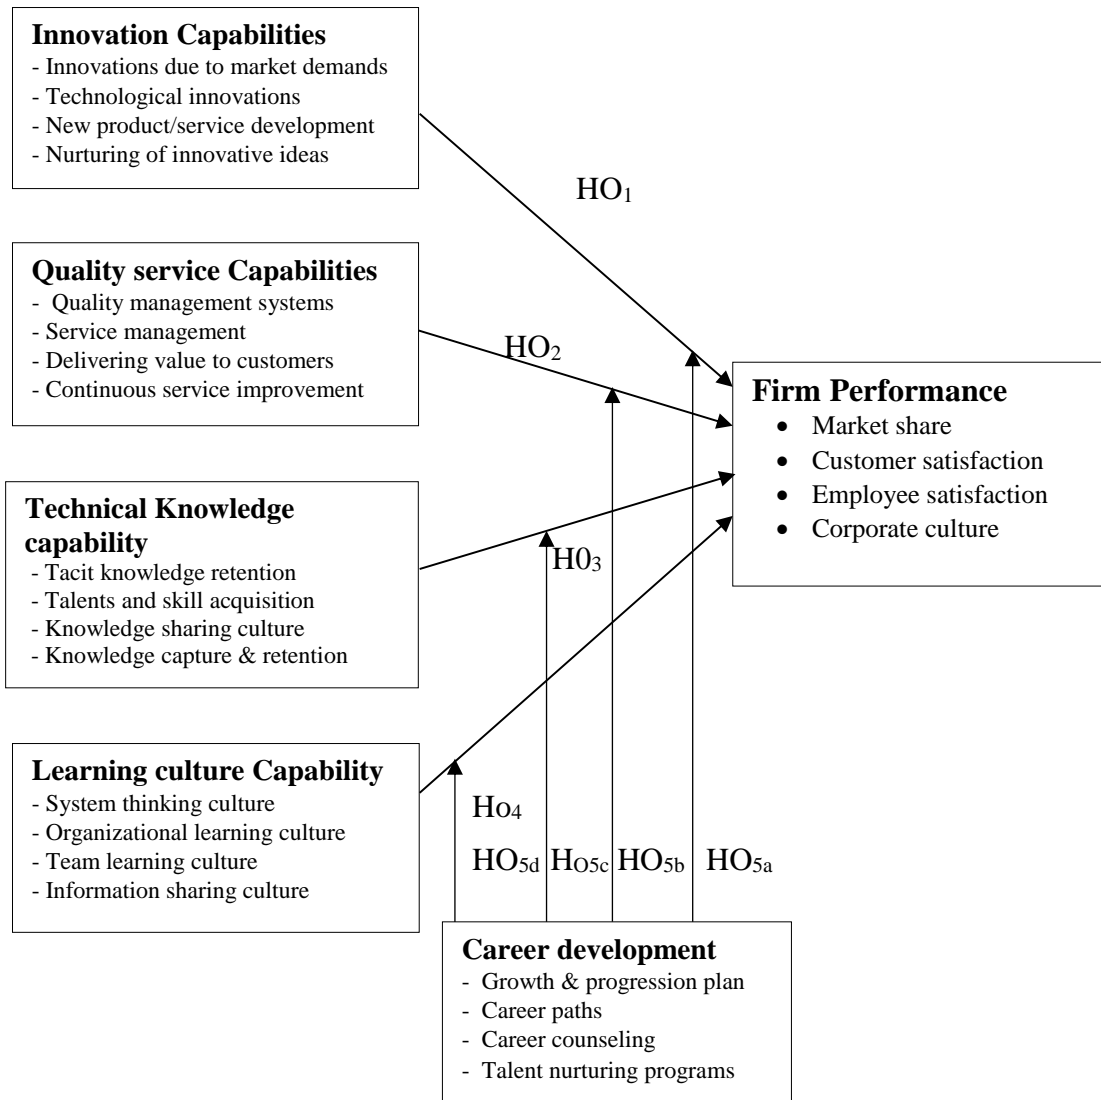 Innovation Capabilities
- Innovations due to market demands
- Technological innovations
- New product/service development
- Nurturing of innovative ideas
HO₁
Quality service Capabilities
- Quality management systems
- Service management
- Delivering value to customers
- Continuous service improvement
HO₂
Firm Performance
• Market share
• Customer satisfaction
• Employee satisfaction
• Corporate culture
Technical Knowledge
capability
- Tacit knowledge retention
- Talents and skill acquisition
- Knowledge sharing culture
- Knowledge capture & retention
H0₃
Learning culture Capability
- System thinking culture
- Organizational learning culture
- Team learning culture
- Information sharing culture
Ho₄
HO5d HO5c HO5b HO5a
Career development
- Growth & progression plan
- Career paths
- Career counseling
- Talent nurturing programs